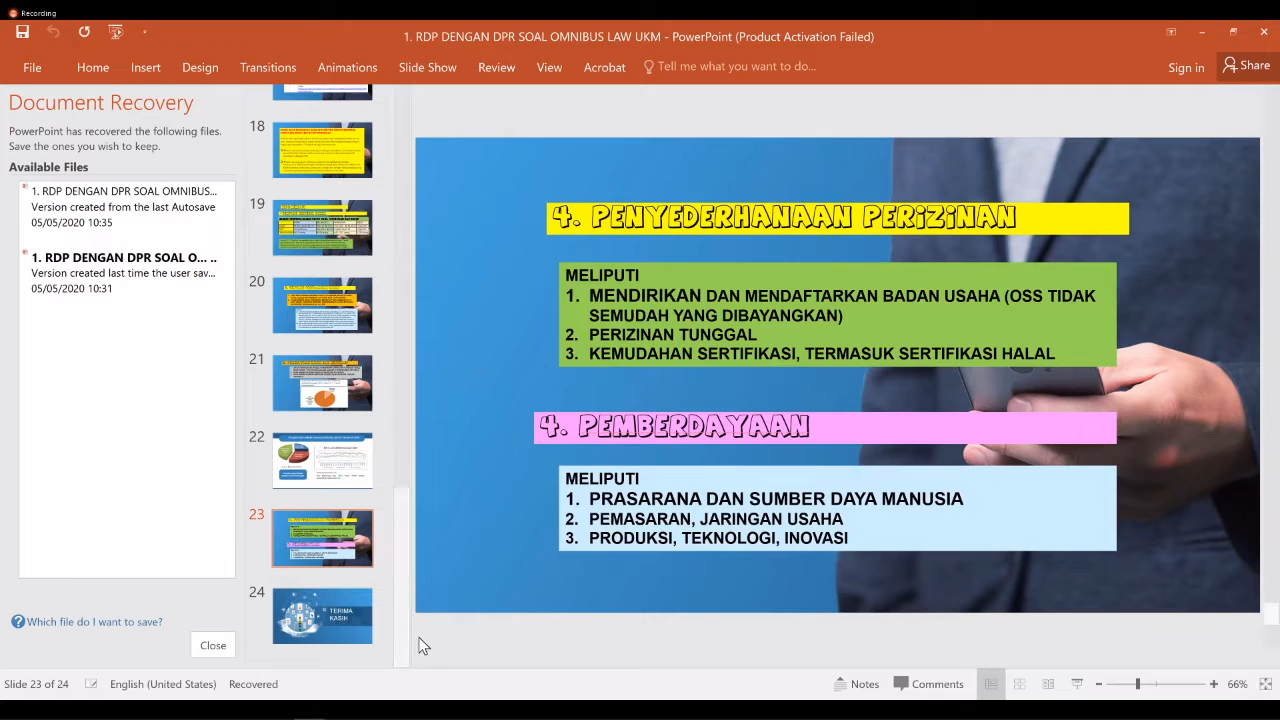 Recording
1. RDP DENGAN DPR SOAL OMNIBUS LAW UKM - PowerPoint (Product Activation Failed)
File Home Insert Design Transitions Animations Slide Show Review View Acrobat Tell me what you want to do... Sign in Share
Document Recovery
PowerPoint has recovered the following files.
Save the ones you wish to keep.
Available Files
1. RDP DENGAN DPR SOAL OMNIBUS...
Version created from the last Autosave
05/05/2020 10:35
1. RDP DENGAN DPR SOAL O... ..
Version created last time the user sav...
05/05/2020 10:31
Which file do I want to save?
Close
18
19
20
21
22
23
24
TERIMA
KASIH
4. PENYEDERHANAAN PERIZINAN
MELIPUTI
1. MENDIRIKAN DAN MENDAFTARKAN BADAN USAHA (OSS TIDAK
SEMUDAH YANG DIBAYANGKAN)
2. PERIZINAN TUNGGAL
3. KEMUDAHAN SERTIFIKASI, TERMASUK SERTIFIKASI HALAL
4. PEMBERDAYAAN
MELIPUTI
1. PRASARANA DAN SUMBER DAYA MANUSIA
2. PEMASARAN, JARINGAN USAHA
3. PRODUKSI, TEKNOLOGI, INOVASI
Slide 23 of 24 English (United States) Recovered Notes Comments 66%